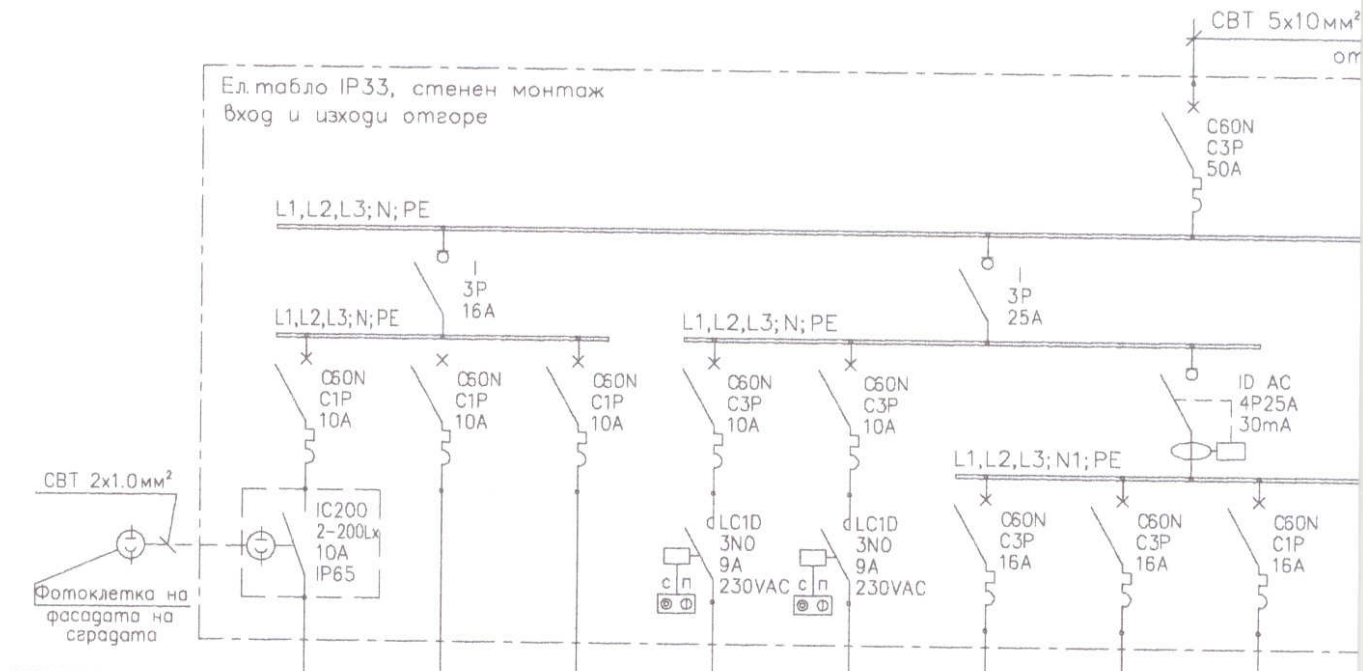 СВТ 5х10мм²
от
Ел.табло IP33, стенен монтаж
вход и изходи отгоре
C60N
C3P
50A
L1,L2,L3;N;PE
I
3P
16A
I
3P
25A
L1,L2,L3;N;PE
L1,L2,L3;N;PE
C60N
C1P
10A
C60N
C1P
10A
C60N
C1P
10A
C60N
C3P
10A
C60N
C3P
10A
ID AC
4P25A
30mA
L1,L2,L3;N1;PE
СВТ 2х1.0мм²
IC200
2-200Lx
10A
IP65
LC1D
3NO
9A
230VAC
с п
LC1D
3NO
9A
230VAC
с п
C60N
C3P
16A
C60N
C3P
16A
C60N
C1P
16A
Фотоклетка на
фасадата на
сградата